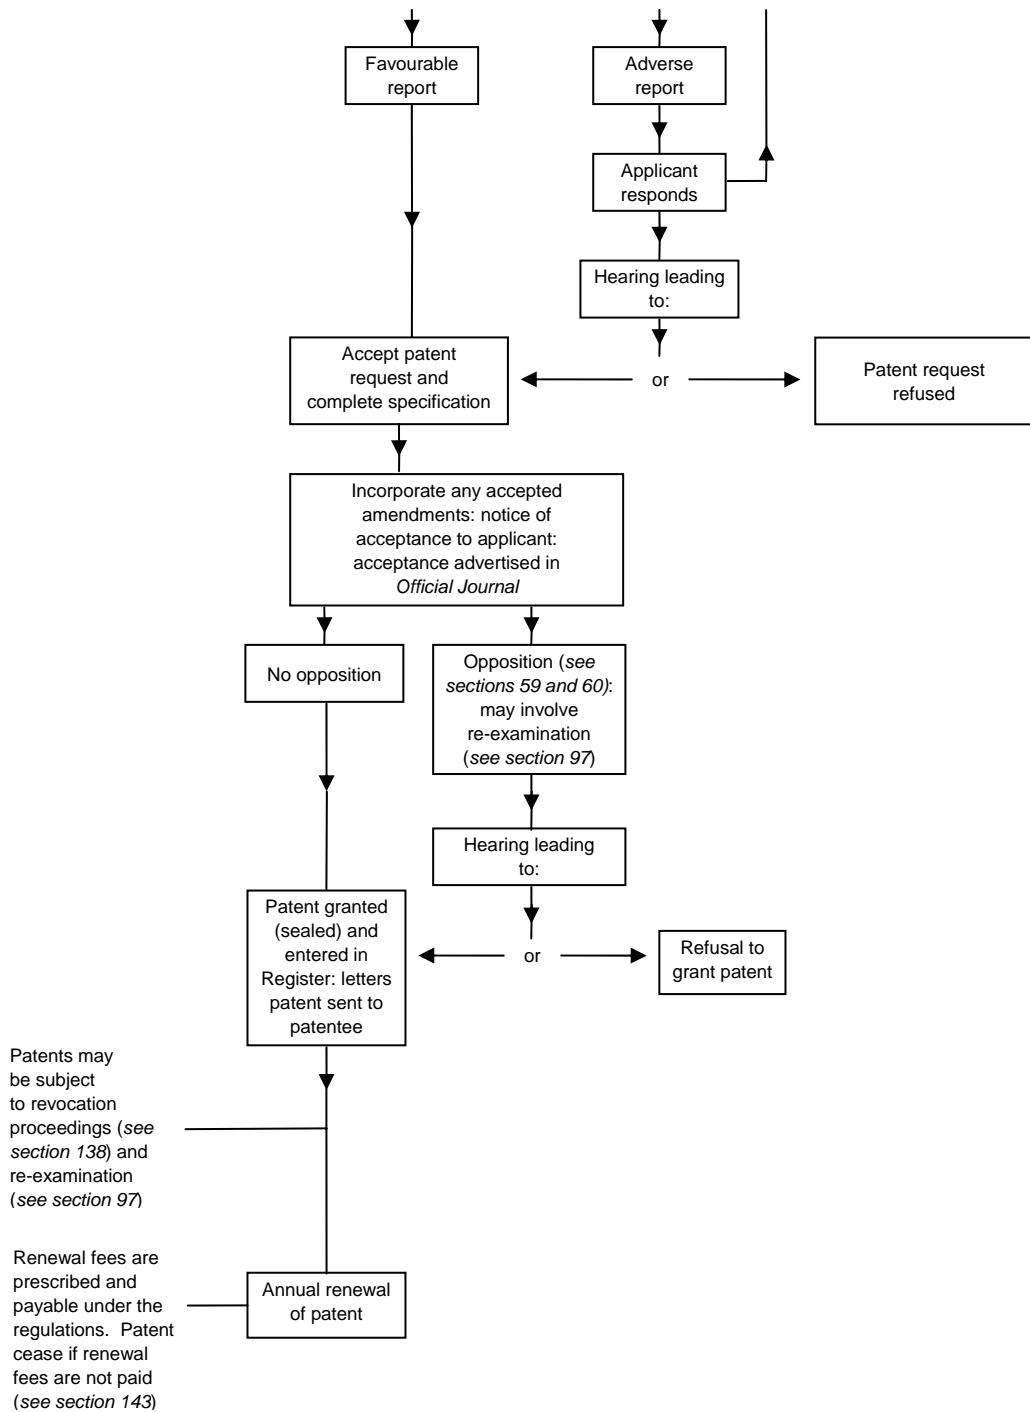 Favourable
report
Adverse
report
Applicant
responds
Hearing leading
to:
Accept patent
request and
complete specification
or
Patent request
refused
Incorporate any accepted
amendments: notice of
acceptance to applicant:
acceptance advertised in
Official Journal
No opposition
Opposition (see
sections 59 and 60):
may involve
re-examination
(see section 97)
Hearing leading
to:
Patent granted
(sealed) and
entered in
Register: letters
patent sent to
patentee
or
Refusal to
grant patent
Patents may
be subject
to revocation
proceedings (see
section 138) and
re-examination
(see section 97)
Renewal fees are
prescribed and
payable under the
regulations.  Patent
cease if renewal
fees are not paid
(see section 143)
Annual renewal
of patent